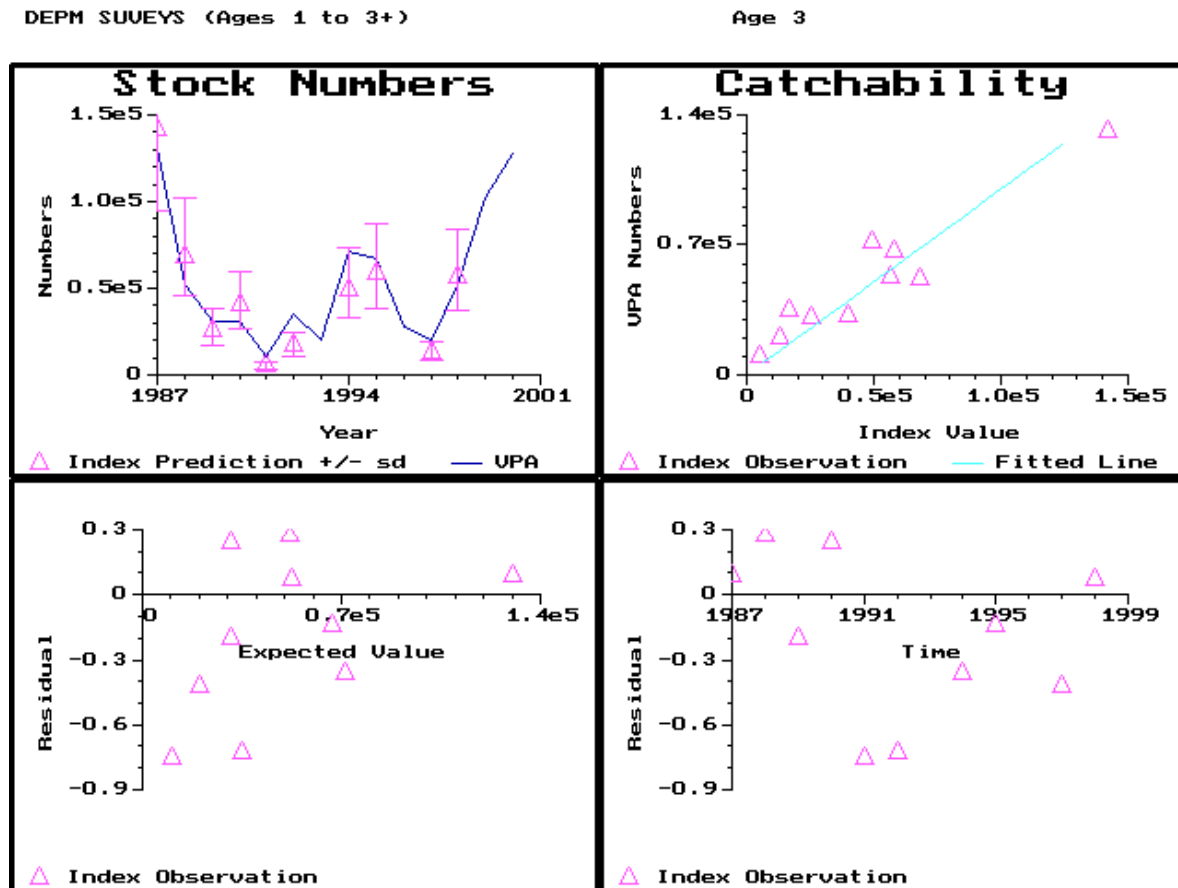 DEPM SUVEYS (Ages 1 to 3+) Age 3
Stock Numbers
1.5e5
1.0e5
0.5e5
0
Numbers
1987 1994 2001
Year
Index Prediction +/- sd VPA
Catchability
1.4e5
0.7e5
0
VPA Numbers
0 0.5e5 1.0e5 1.5e5
Index Value
Index Observation Fitted Line
0.3
0
-0.3
-0.6
-0.9
Residual
0 0.7e5 1.4e5
Expected Value
Index Observation
0.3
0
-0.3
-0.6
-0.9
Residual
1987 1991 1995 1999
Time
Index Observation